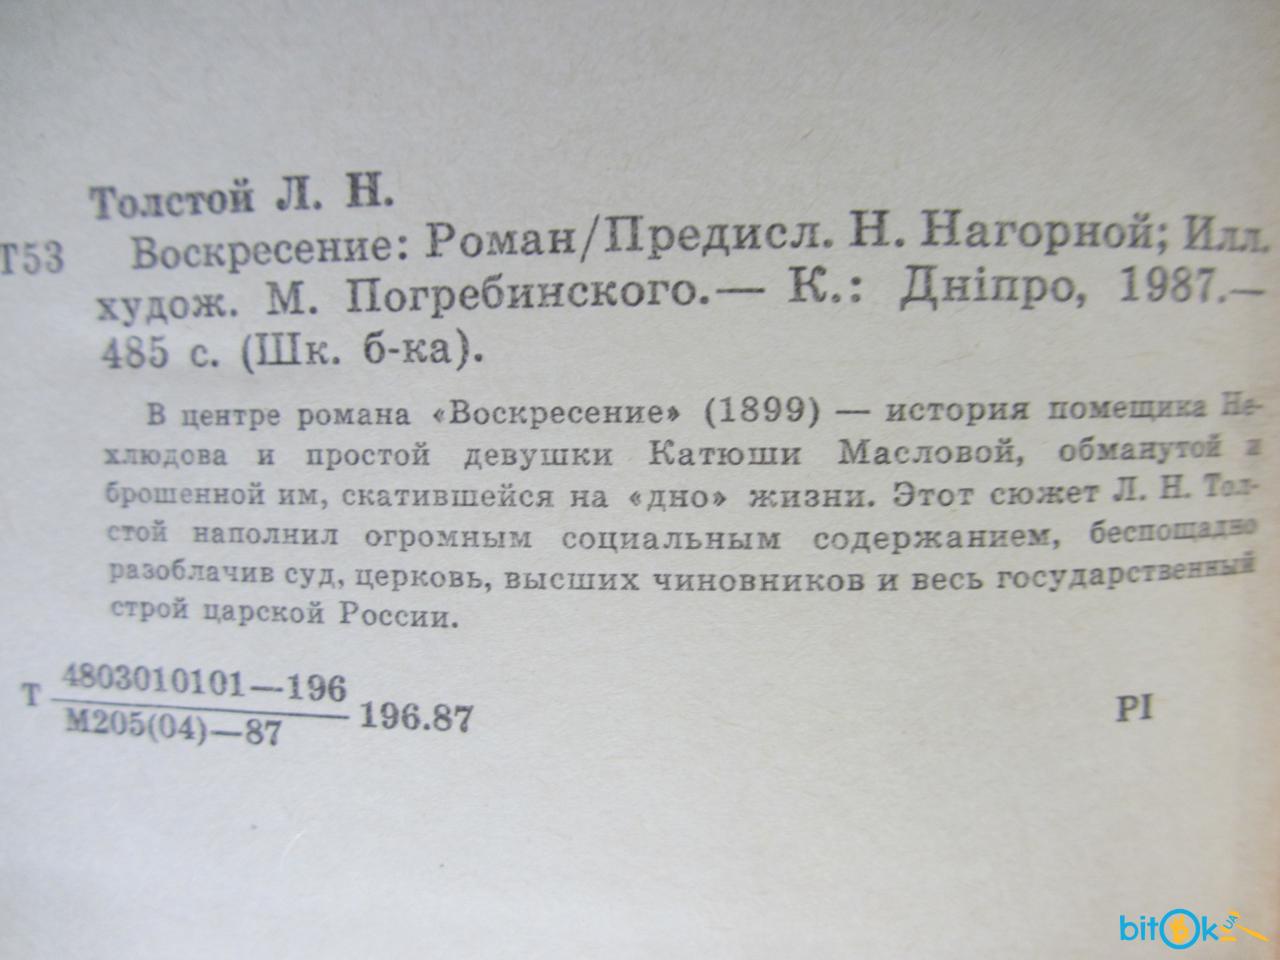 Толстой Л. Н.
Т53 Воскресение: Роман/Предисл. Н. Нагорной; Илл.
худож. М. Погребинского.— К.: Дніпро, 1987.—
485 с. (Шк. б-ка).
В центре романа «Воскресение» (1899) — история помещика Не-
хлюдова и простой девушки Катюши Масловой, обманутой и
брошенной им, скатившейся на «дно» жизни. Этот сюжет Л. Н. Тол-
стой наполнил огромным социальным содержанием, беспощадно
разоблачив суд, церковь, высших чиновников и весь государственный
строй царской России.
Т 4803010101—196
М205(04)—87 196.87
РI
bitok.ua